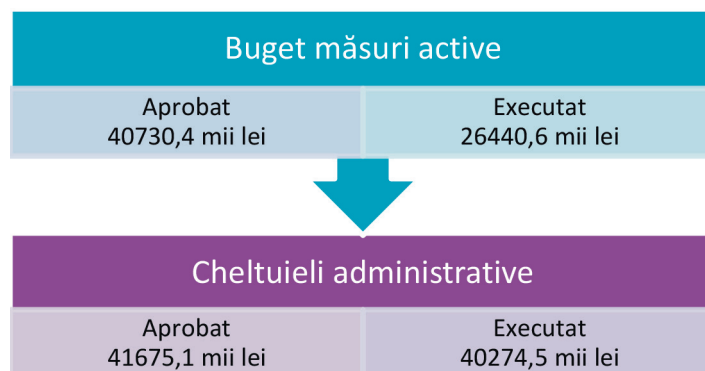 Buget măsuri active
Aprobat
40730,4 mii lei
Executat
26440,6 mii lei
Cheltuieli administrative
Aprobat
41675,1 mii lei
Executat
40274,5 mii lei